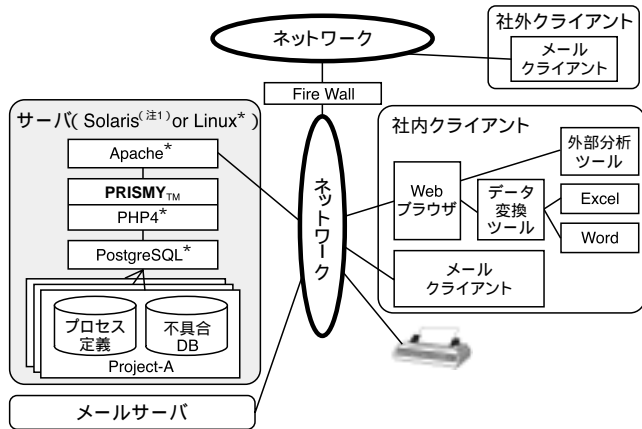 ネットワーク
社外クライアント
メール
クライアント
Fire Wall
サーバ( Solaris(注1) or Linux* )
Apache*
PRISMY TM
PHP4*
PostgreSQL*
プロセス
定義
不具合
DB
Project-A
メールサーバ
ネットワーク
社内クライアント
外部分析
ツール
Web
ブラウザ
データ
変換
ツール
Excel
Word
メール
クライアント